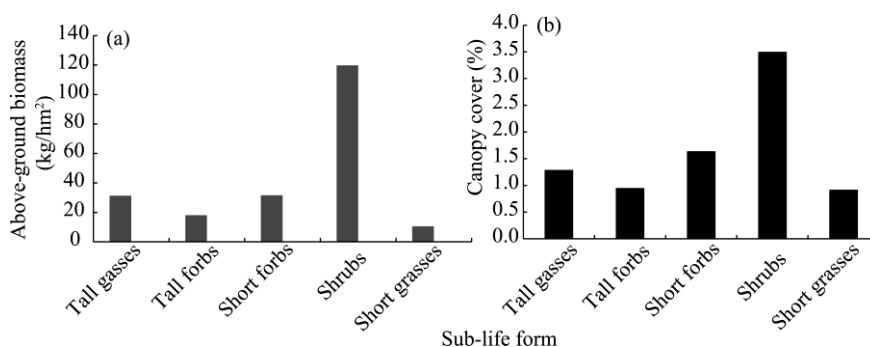 (a)
Above-ground biomass
(kg/hm²)
140
120
100
80
60
40
20
0
Tall gasses
Tall forbs
Short forbs
Shrubs
Short grasses
(b)
Canopy cover (%)
4.0
3.5
3.0
2.5
2.0
1.5
1.0
0.5
0.0
Tall gasses
Tall forbs
Short forbs
Shrubs
Short grasses
Sub-life form